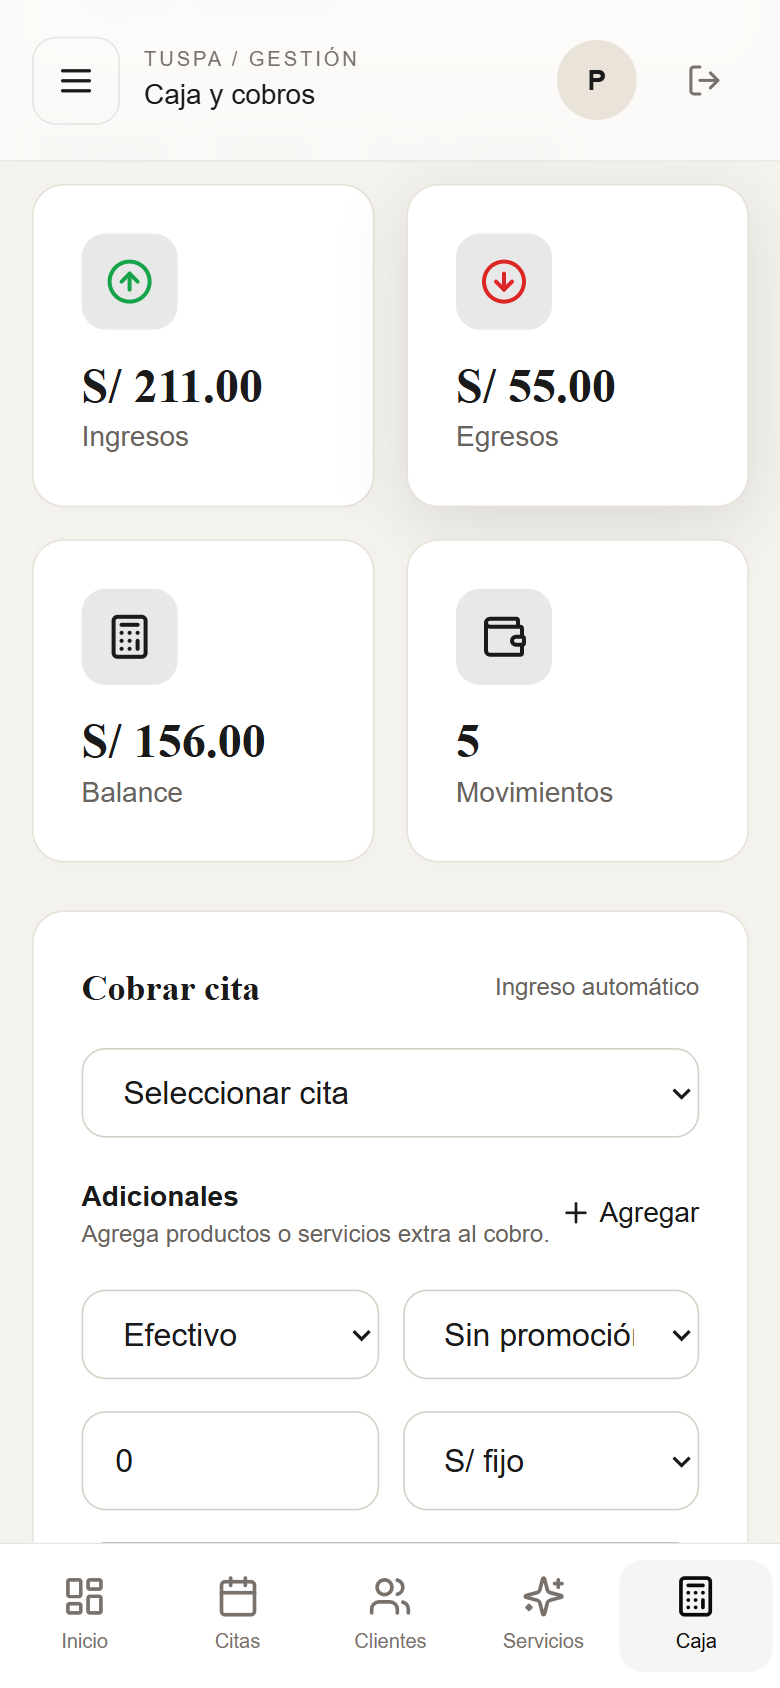 TUSPA / GESTIÓN
Caja y cobros
P
S/ 211.00
Ingresos
S/ 55.00
Egresos
S/ 156.00
Balance
5
Movimientos
Cobrar cita
Ingreso automático
Seleccionar cita
Adicionales
Agrega productos o servicios extra al cobro.
+ Agregar
Efectivo
Sin promoción
0
S/ fijo
Inicio
Citas
Clientes
Servicios
Caja